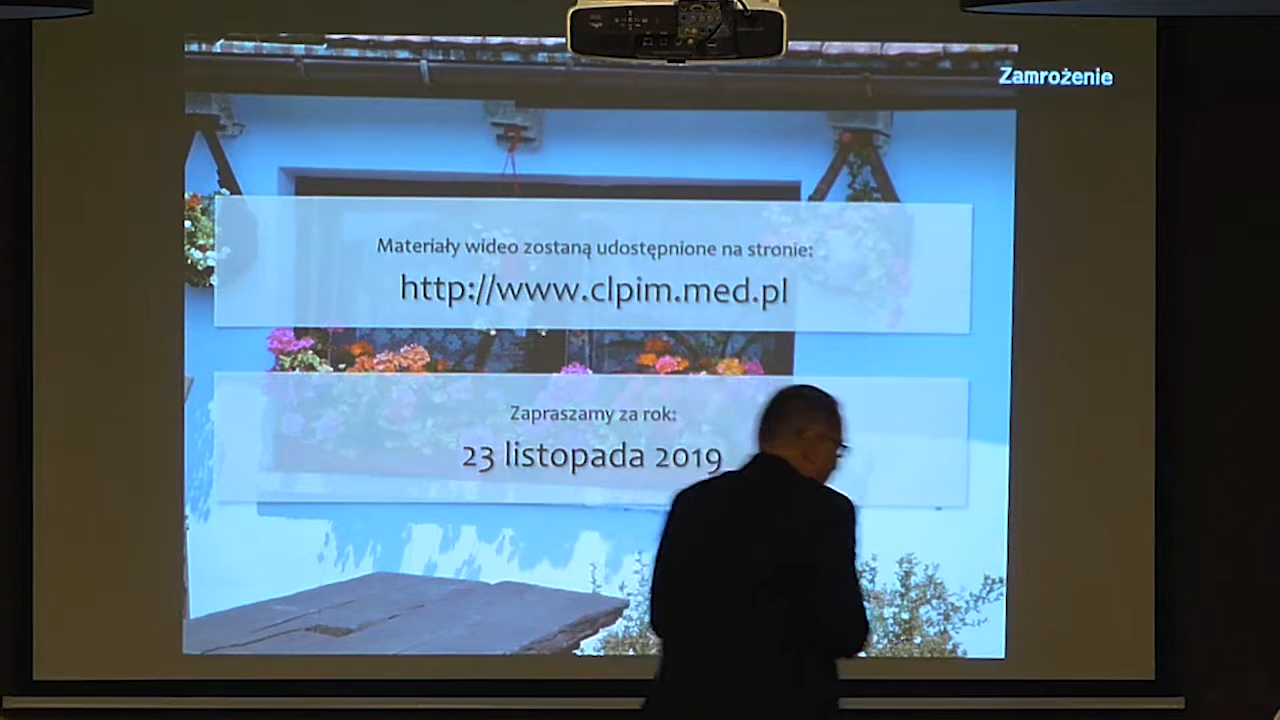 Zamrożenie
Materiały wideo zostaną udostępnione na stronie:
http://www.clpim.med.pl
Zapraszamy za rok:
23 listopada 2019